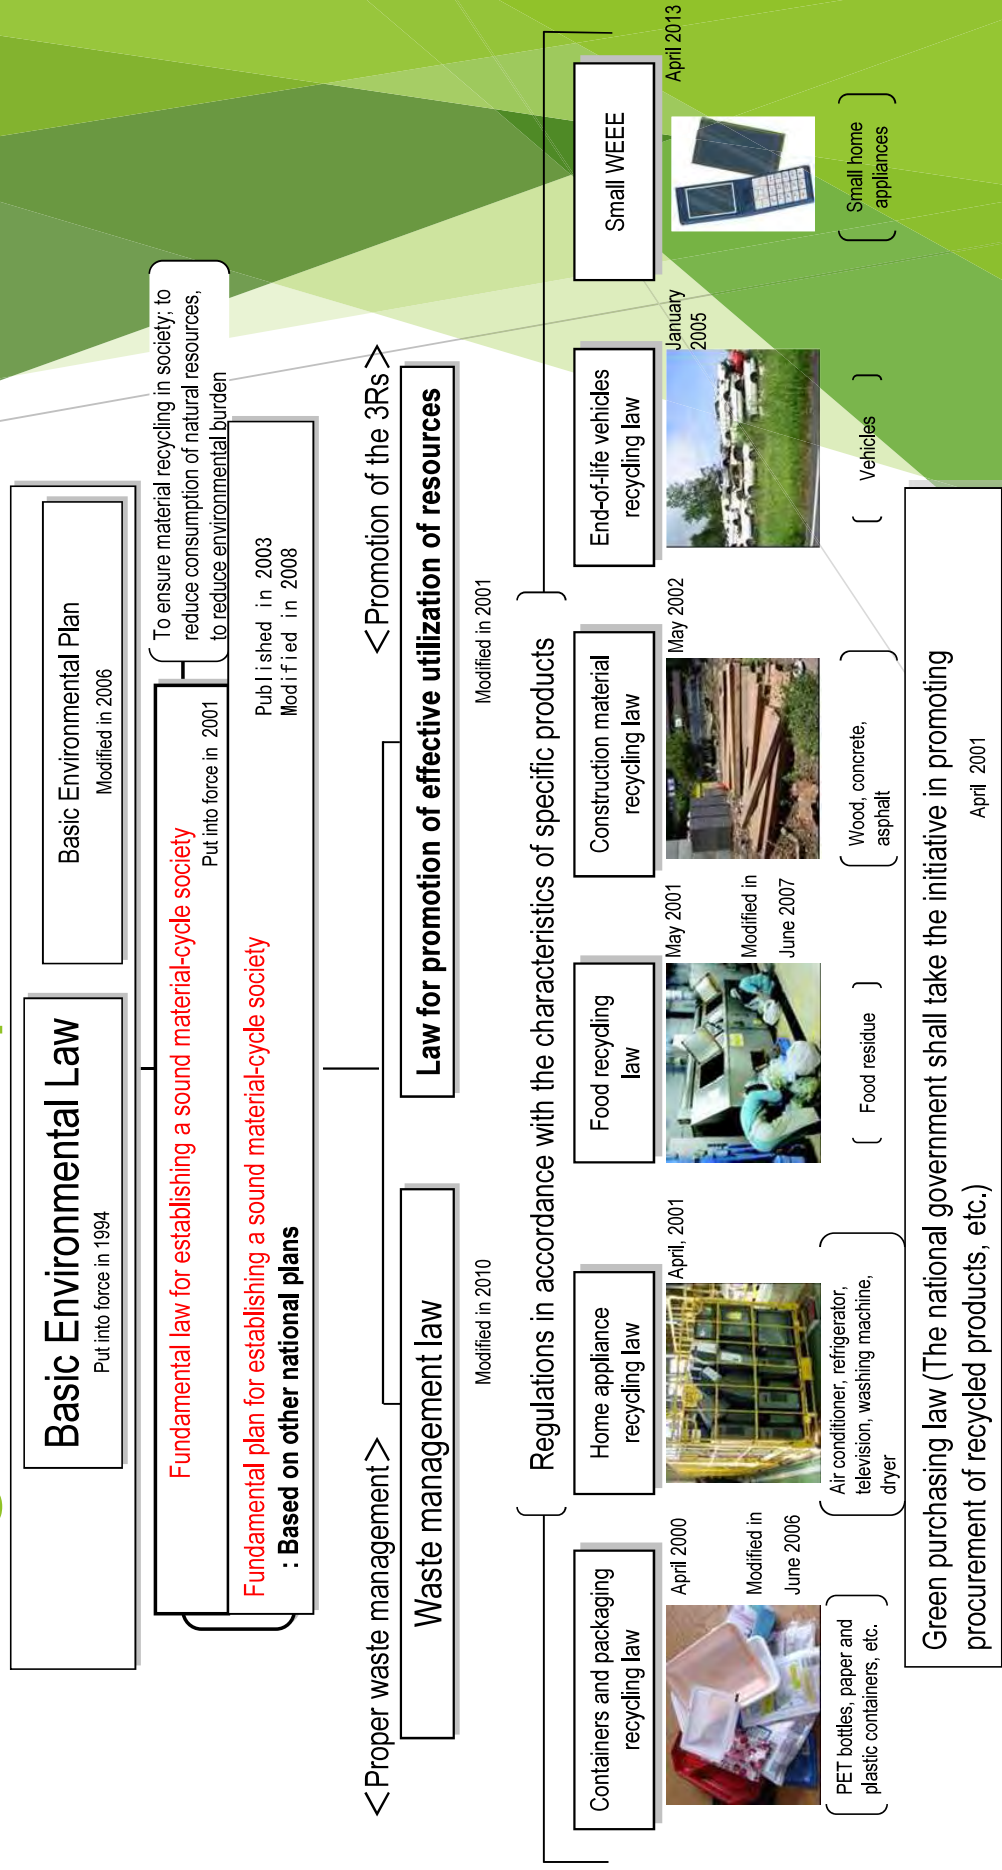 Basic Environmental Law
Put into force in 1994
Basic Environmental Plan
Modified in 2006
Fundamental law for establishing a sound material-cycle society
Put into force in 2001
To ensure material recycling in society; to
reduce consumption of natural resources,
to reduce environmental burden
Fundamental plan for establishing a sound material-cycle society
: Based on other national plans
Published in 2003
Modified in 2008
<Proper waste management>
<Promotion of the 3Rs>
Waste management law
Modified in 2010
Law for promotion of effective utilization of resources
Modified in 2001
Regulations in accordance with the characteristics of specific products
Containers and packaging
recycling law
April 2000
Modified in
June 2006
PET bottles, paper and
plastic containers, etc.
Home appliance
recycling law
April, 2001
Air conditioner, refrigerator,
television, washing machine,
dryer
Food recycling
law
May 2001
Modified in
June 2007
Food residue
Construction material
recycling law
May 2002
Wood, concrete,
asphalt
End-of-life vehicles
recycling law
January
2005
Vehicles
Small WEEE
April 2013
Small home
appliances
Green purchasing law (The national government shall take the initiative in promoting
procurement of recycled products, etc.)
April 2001